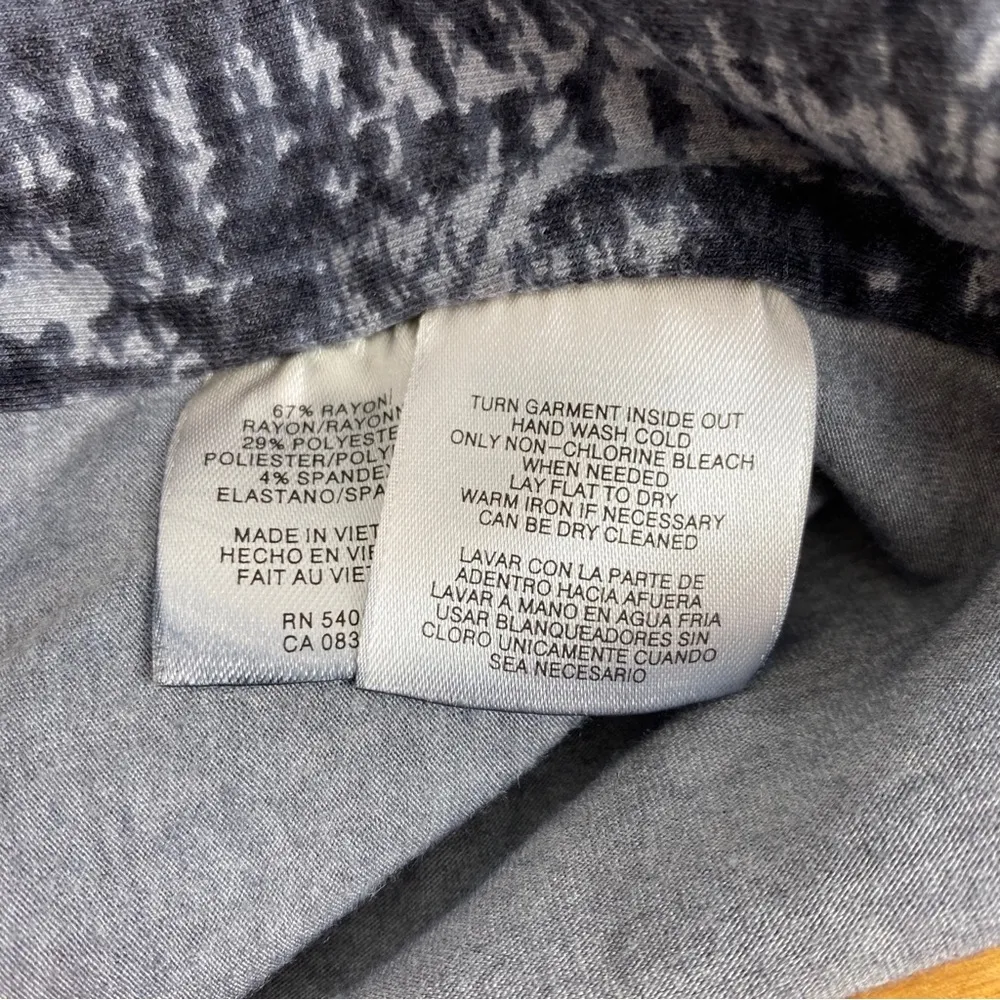 67% RAYON/
RAYON/RAYONN
29% POLYESTE
POLIESTER/POLY
4% SPANDE
ELASTANO/SPA
MADE IN VIET
HECHO EN VIE
FAIT AU VIET
RN 540
CA 083
TURN GARMENT INSIDE OUT
HAND WASH COLD
ONLY NON-CHLORINE BLEACH
WHEN NEEDED
LAY FLAT TO DRY
WARM IRON IF NECESSARY
CAN BE DRY CLEANED
LAVAR CON LA PARTE DE
ADENTRO HACIA AFUERA
LAVAR A MANO EN AGUA FRIA
USAR BLANQUEADORES SIN
CLORO UNICAMENTE CUANDO
SEA NECESARIO